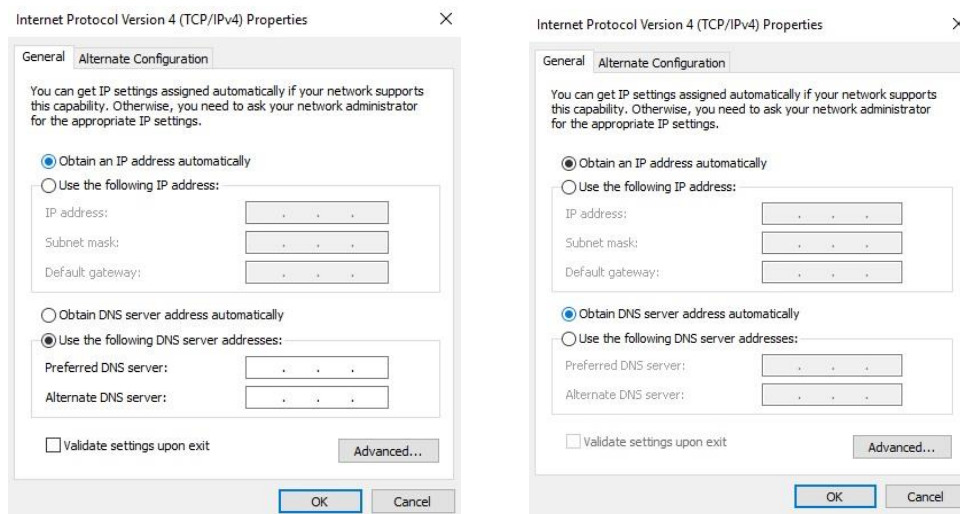 Internet Protocol Version 4 (TCP/IPv4) Properties
General
Alternate Configuration
You can get IP settings assigned automatically if your network supports
this capability. Otherwise, you need to ask your network administrator
for the appropriate IP settings.
Obtain an IP address automatically
Use the following IP address:
IP address:
Subnet mask:
Default gateway:
Obtain DNS server address automatically
Use the following DNS server addresses:
Preferred DNS server:
Alternate DNS server:
Validate settings upon exit
Advanced...
OK
Cancel
Internet Protocol Version 4 (TCP/IPv4) Properties
General
Alternate Configuration
You can get IP settings assigned automatically if your network supports
this capability. Otherwise, you need to ask your network administrator
for the appropriate IP settings.
Obtain an IP address automatically
Use the following IP address:
IP address:
Subnet mask:
Default gateway:
Obtain DNS server address automatically
Use the following DNS server addresses:
Preferred DNS server:
Alternate DNS server:
Validate settings upon exit
Advanced...
OK
Cancel